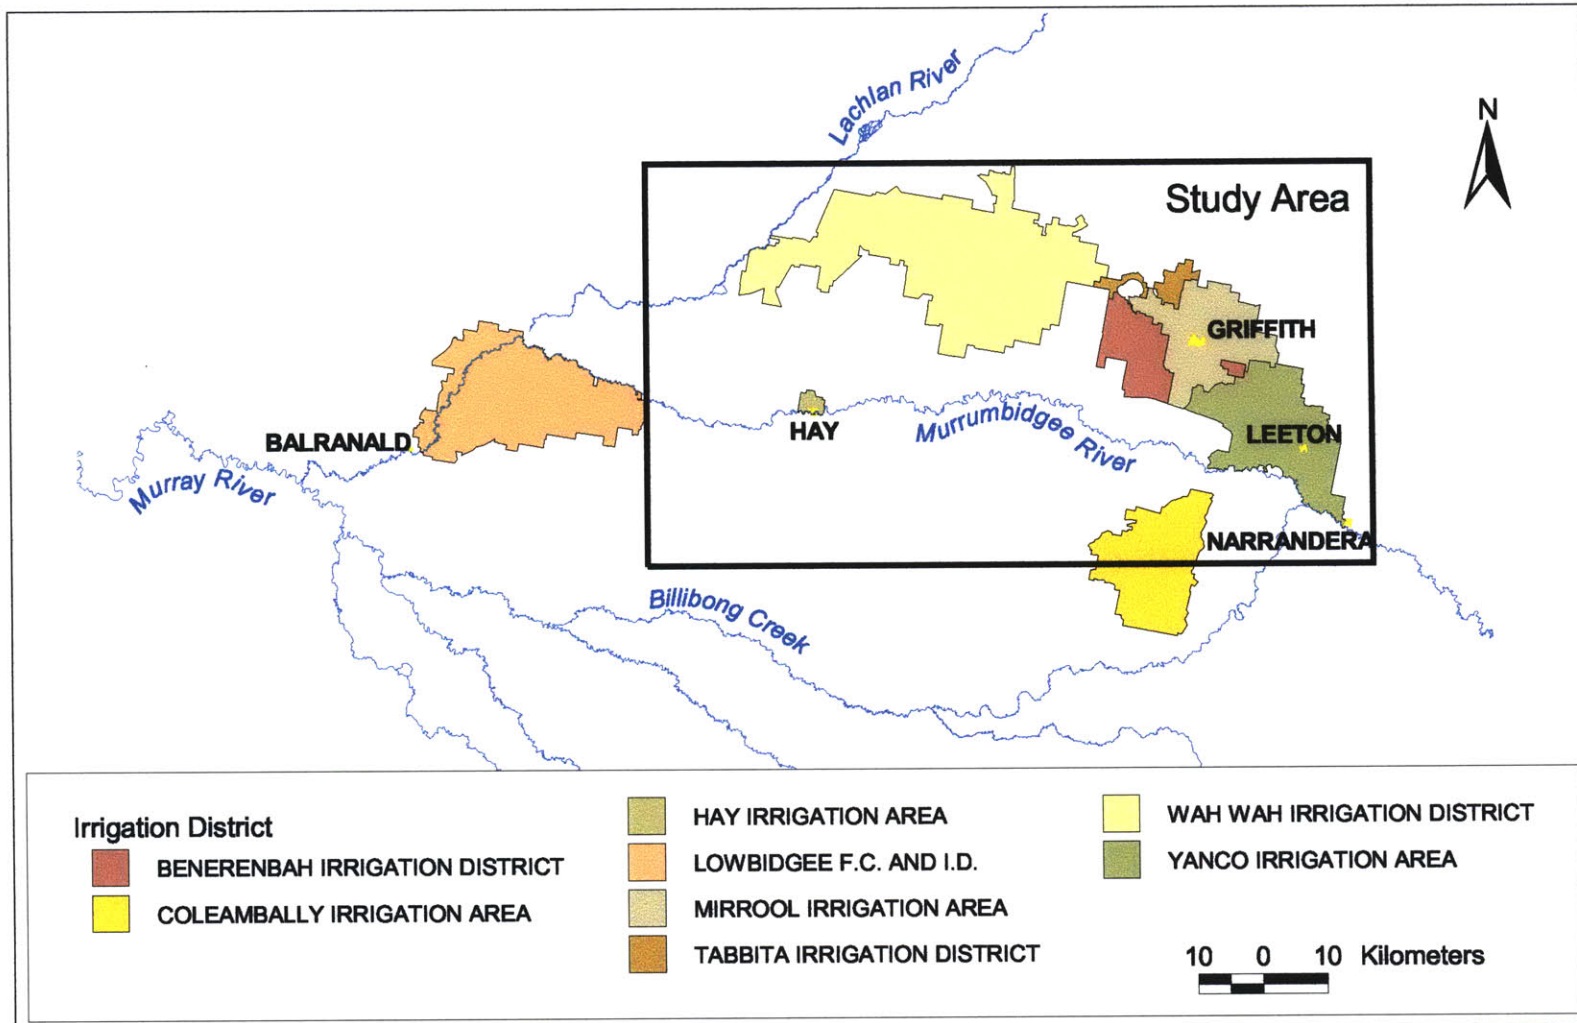 Lachlan River
N
Study Area
GRIFFITH
BALRANALD
HAY
Murrumbidgee River
LEETON
Murray River
NARRANDERA
Billibong Creek
Irrigation District
BENERENBAH IRRIGATION DISTRICT
COLEAMBALLY IRRIGATION AREA
HAY IRRIGATION AREA
LOWBIDGEE F.C. AND I.D.
MIRROOL IRRIGATION AREA
TABBITA IRRIGATION DISTRICT
WAH WAH IRRIGATION DISTRICT
YANCO IRRIGATION AREA
10 0 10 Kilometers